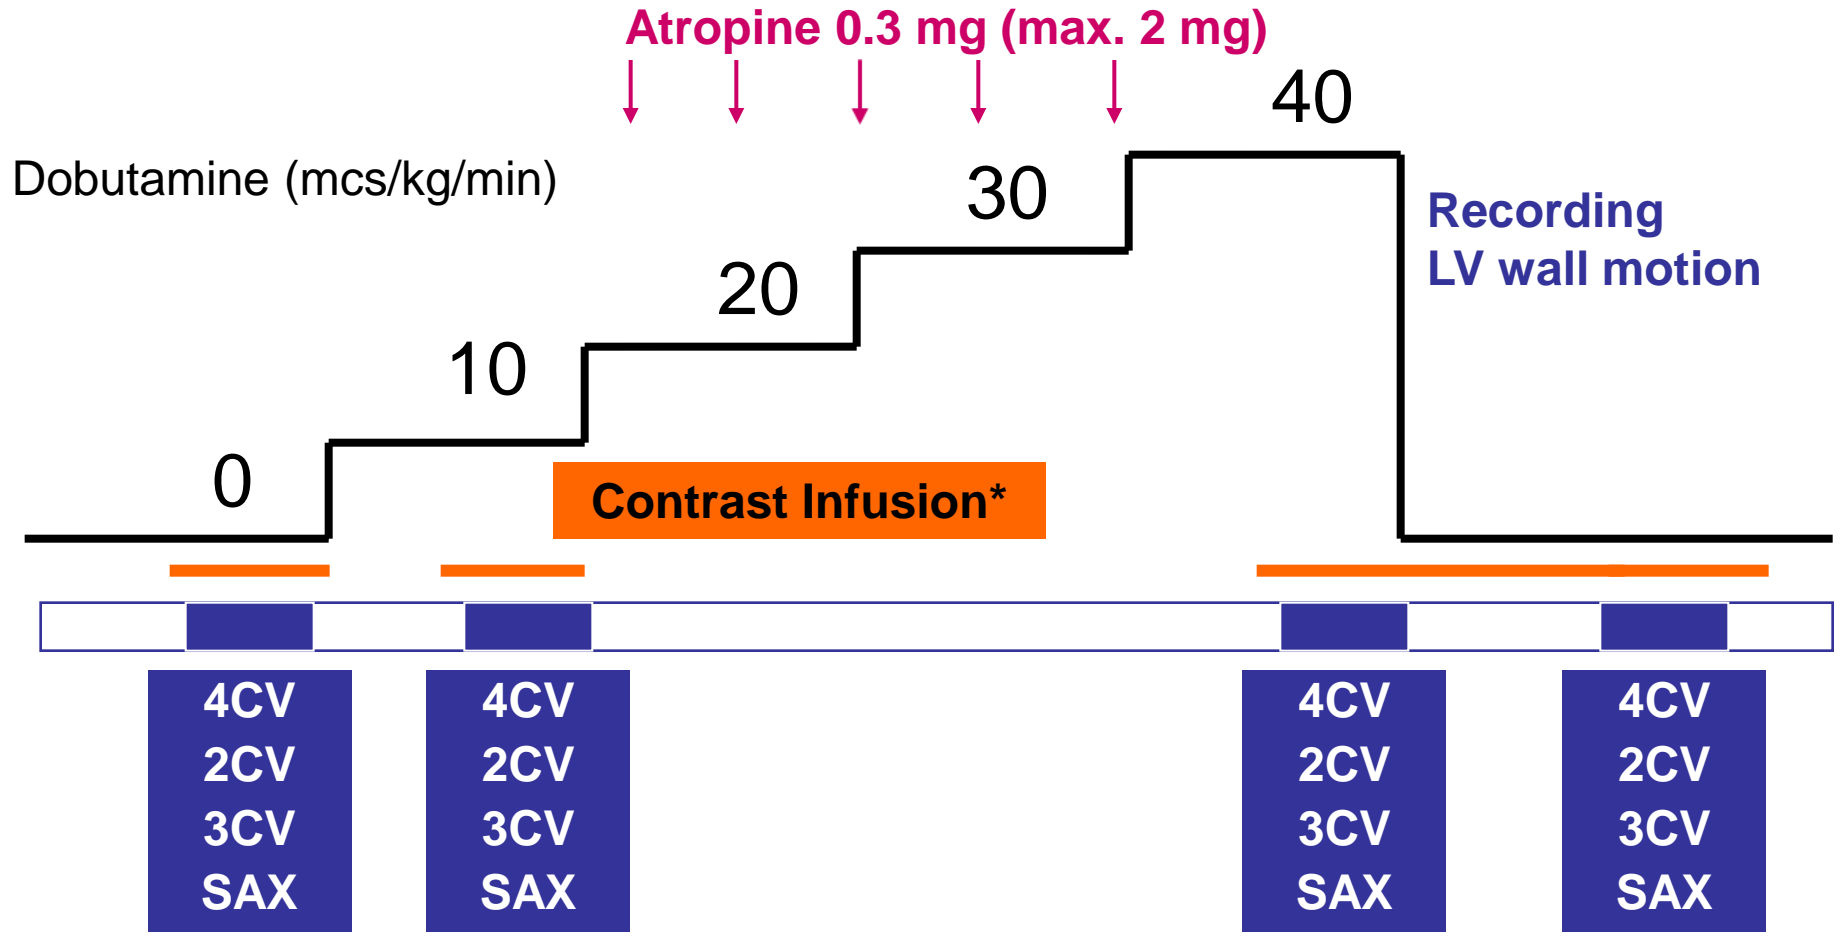 Atropine 0.3 mg (max. 2 mg)
40
Dobutamine (mcs/kg/min)
30
Recording
LV wall motion
20
10
0
Contrast Infusion*
4CV 4CV 4CV 4CV
2CV 2CV 2CV 2CV
3CV 3CV 3CV 3CV
SAX SAX SAX SAX